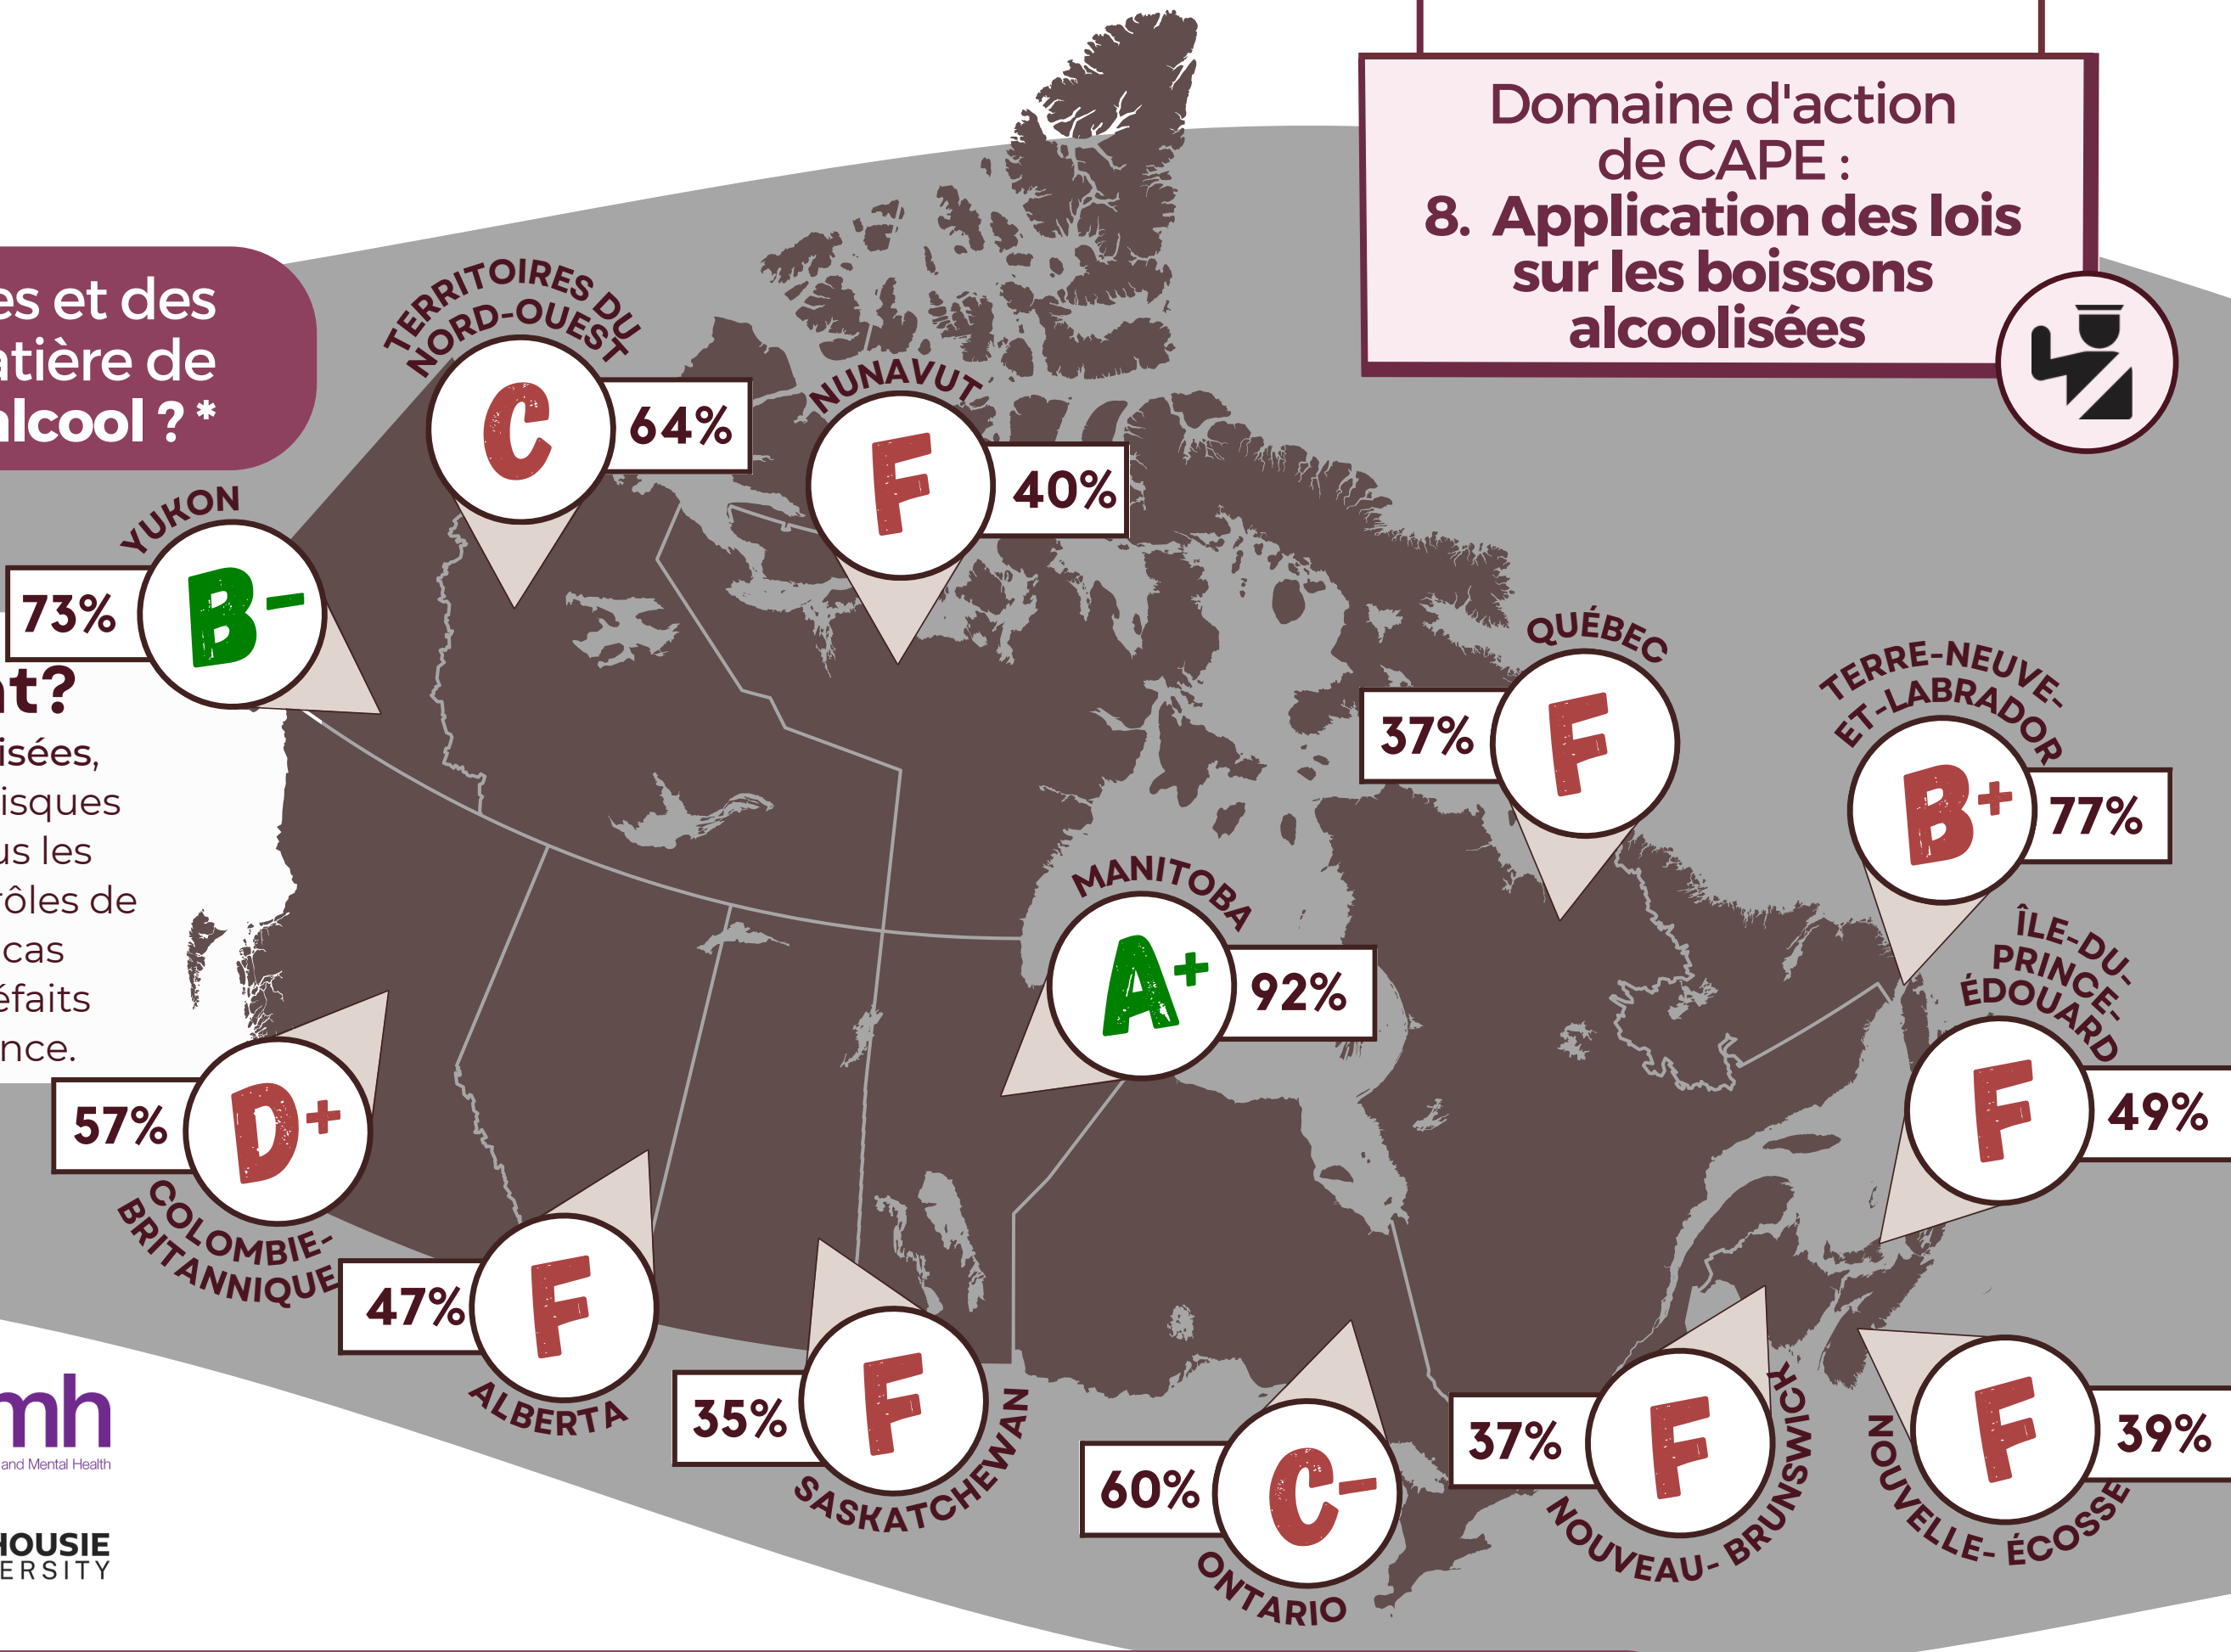 Domaine d'action
de CAPE :
8. Application des lois
sur les boissons
alcoolisées
es et des
atière de
alcool ? *
TERRITOIRES DU
NORD-OUEST
C
64%
NUNAVUT
F
40%
YUKON
73%
B-
nt?
isées,
isques
us les
rôles de
cas
éfaits
nce.
QUÉBEC
37%
F
TERRE-NEUVE-
ET-LABRADOR
B+
77%
MANITOBA
A+
92%
ÎLE-DU-
PRINCE-
ÉDOUARD
F
49%
57%
D+
COLOMBIE-
BRITANNIQUE
47%
F
ALBERTA
35%
F
SASKATCHEWAN
60%
C-
ONTARIO
37%
F
NOUVEAU- BRUNSWICK
F
39%
NOUVELLE- ÉCOSSE
mh
and Mental Health
HOUSIE
ERSITY